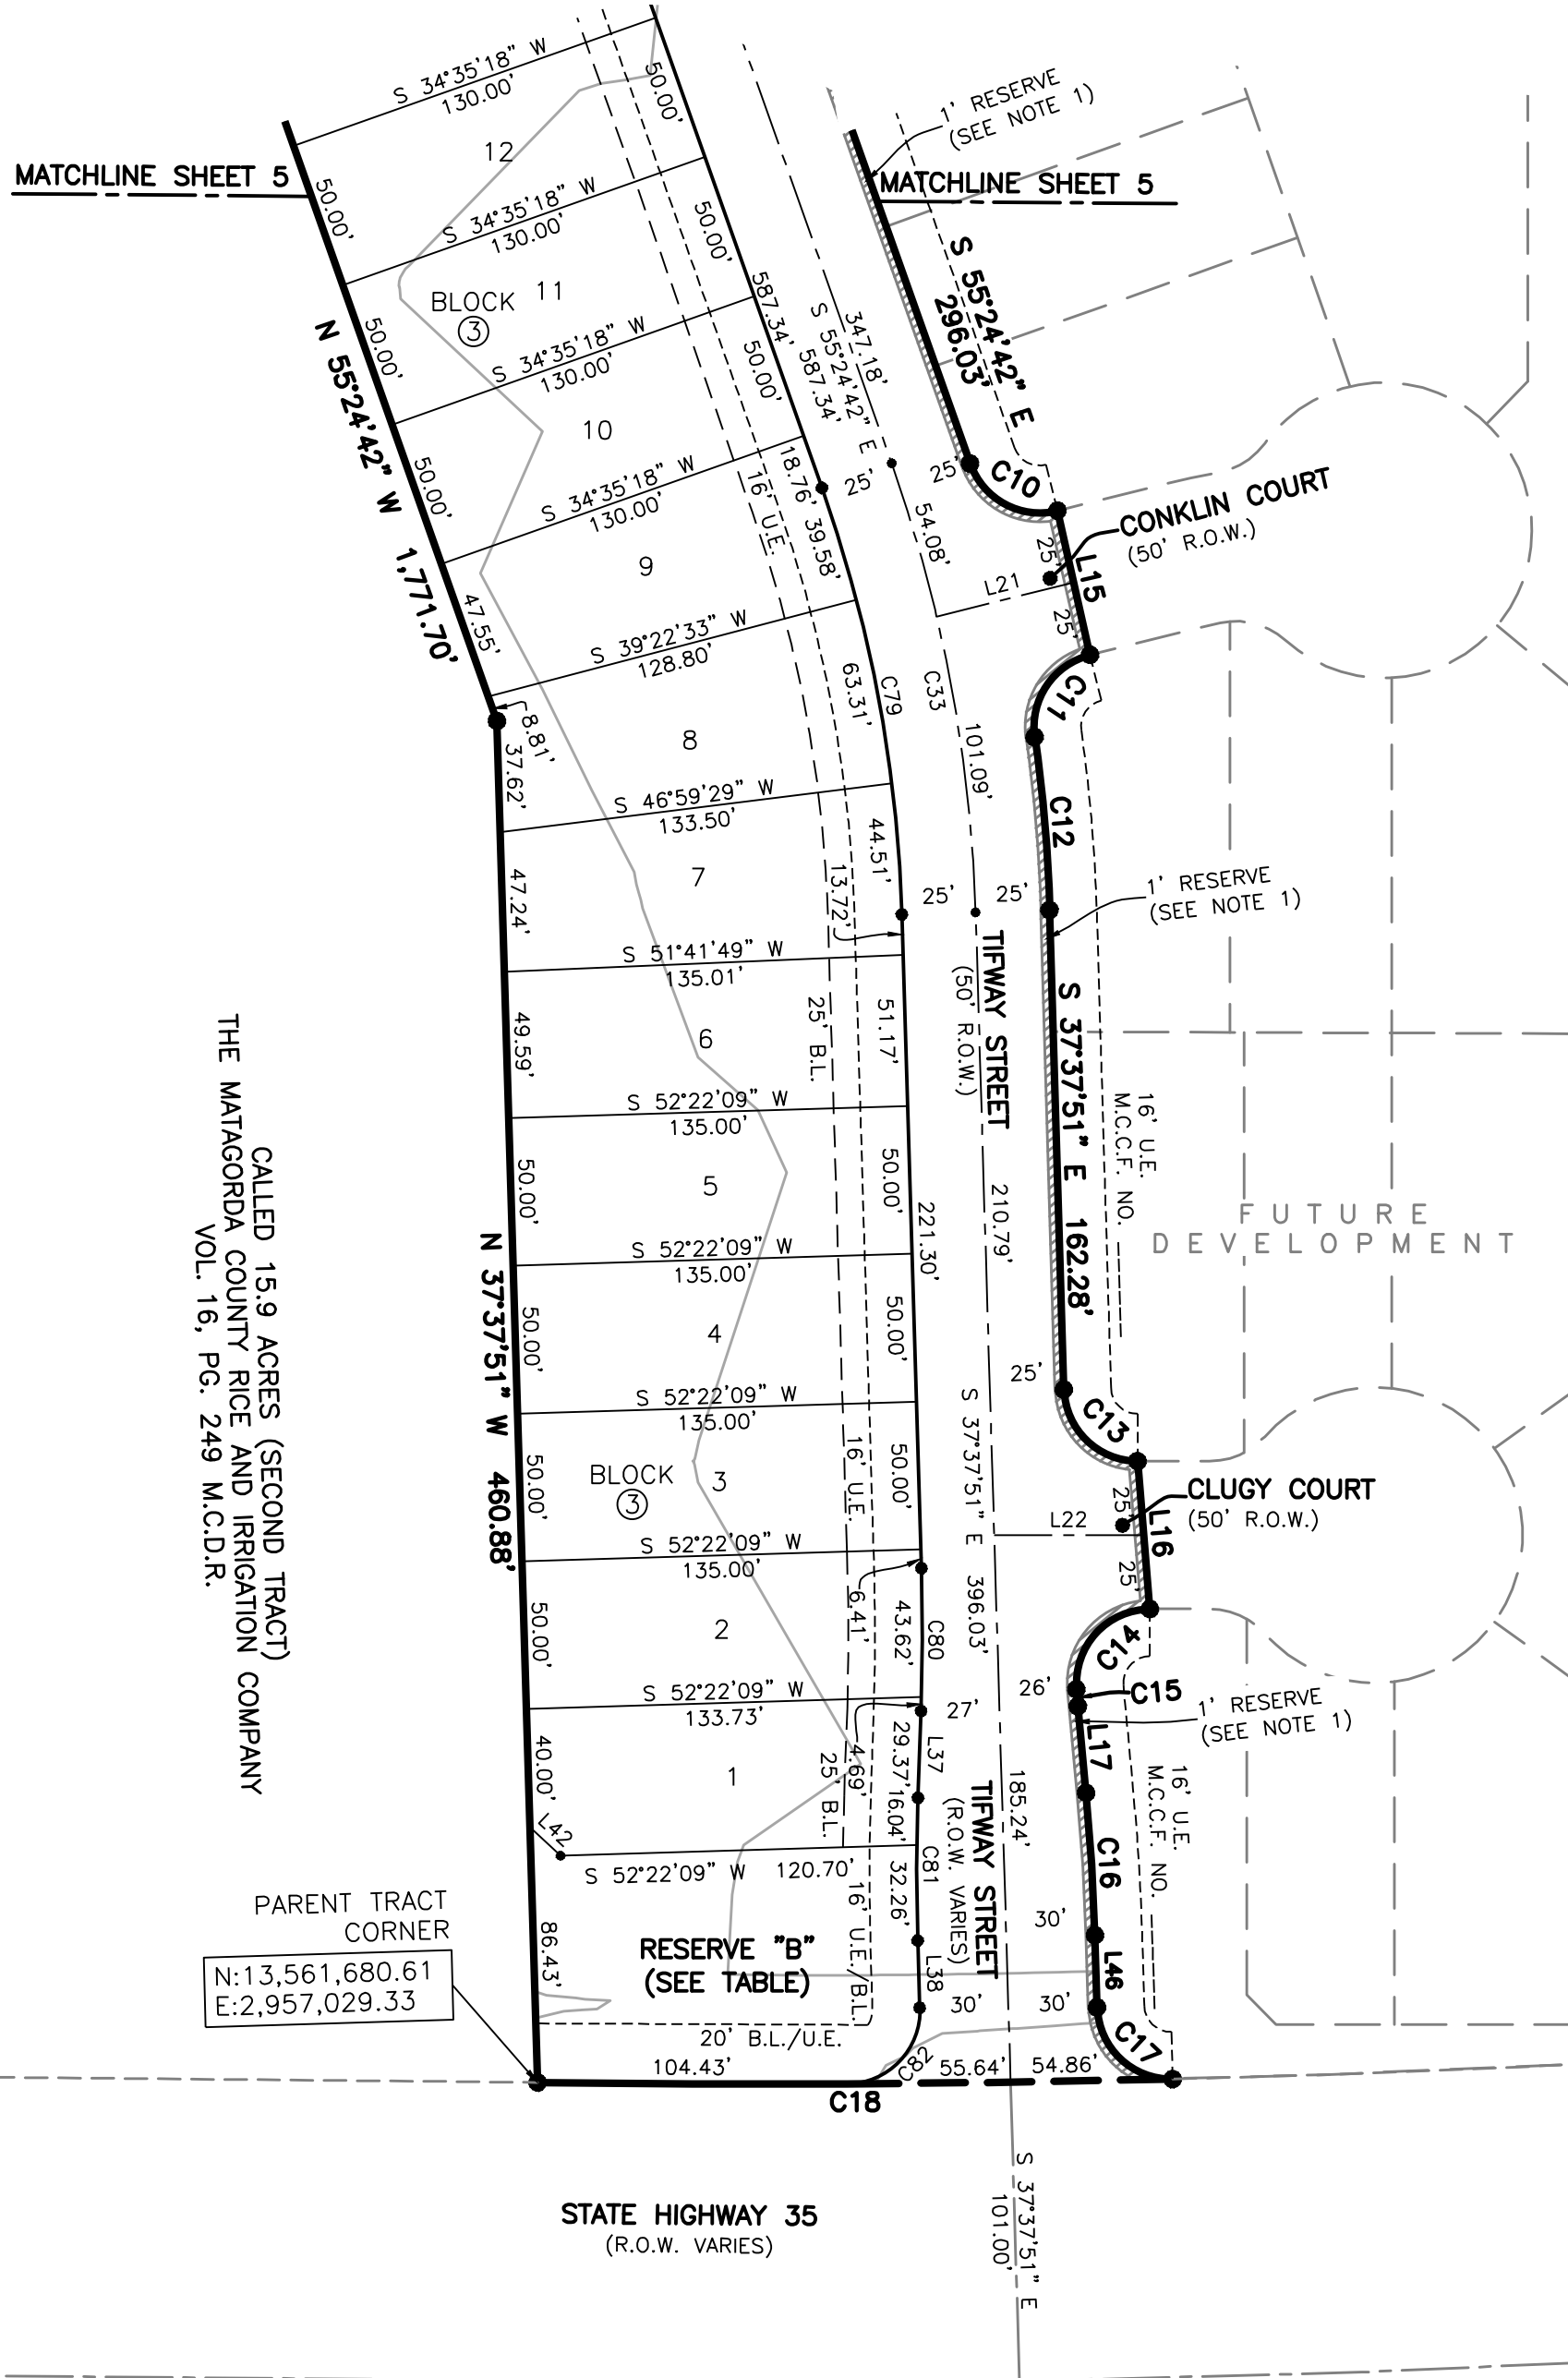 S 34°35'18" W
130.00'
50.00'
12
MATCHLINE SHEET 5
50.00'
S 34°35'18" W
130.00'
50.00'
1' RESERVE
(SEE NOTE 1)
MATCHLINE SHEET 5
BLOCK
3
11
50.00'
S 34°35'18" W
130.00'
587.34'
50.00'
347.18'
S 55°24'42" E
587.34'
S 55°24'42" E
296.03'
N 55°24'42" W 1,771.70'
10
50.00'
S 34°35'18" W
130.00'
16' U.E.
18.76'
39.58'
25'
25'
C10
CONKLIN COURT
(50' R.O.W.)
54.08'
25'
L15
L21
25'
9
47.55'
S 39°22'33" W
128.80'
63.31'
C79
C33
C11
8.81'
37.62'
8
101.09'
S 46°59'29" W
133.50'
44.51'
C12
47.24'
7
13.72'
25'
25'
1' RESERVE
(SEE NOTE 1)
S 51°41'49" W
135.01'
TIFWAY STREET
(50' R.O.W.)
S 37°37'51" E 162.28'
49.59'
6
25' B.L.
51.17'
S 52°22'09" W
135.00'
16' U.E.
M.C.C.F. NO.
50.00'
5
50.00'
221.30'
210.79'
FUTURE
DEVELOPMENT
S 52°22'09" W
135.00'
N 37°37'51" W 460.88'
50.00'
4
50.00'
25'
S 52°22'09" W
135.00'
S 37°37'51" E 396.03'
C13
BLOCK
3
3
50.00'
16' U.E.
50.00'
CLUGY COURT
(50' R.O.W.)
25'
L16
L22
25'
S 52°22'09" W
135.00'
50.00'
2
6.41'
43.62'
C80
C14
S 52°22'09" W
133.73'
26'
C15
27'
1' RESERVE
(SEE NOTE 1)
40.00'
1
25' B.L.
4.69'
29.37'
L37
L17
16.04'
TIFWAY STREET
(R.O.W. VARIES)
185.24'
16' U.E.
M.C.C.F. NO.
L42
S 52°22'09" W 120.70'
32.26'
C81
C16
CALLED 15.9 ACRES (SECOND TRACT)
THE MATAGORDA COUNTY RICE AND IRRIGATION COMPANY
VOL. 16, PG. 249 M.C.D.R.
PARENT TRACT
CORNER
N:13,561,680.61
E:2,957,029.33
86.43'
RESERVE "B"
(SEE TABLE)
16' U.E./B.L.
L38
30'
L46
30'
30'
20' B.L./U.E.
104.43'
C82
55.64'
54.86'
C17
C18
STATE HIGHWAY 35
(R.O.W. VARIES)
S 37°37'51" E
101.00'